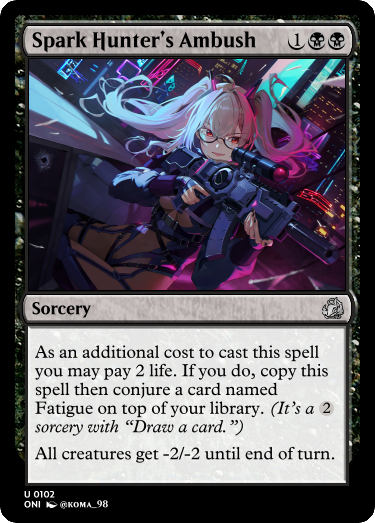 Spark Hunter's Ambush 1
Sorcery
As an additional cost to cast this spell
you may pay 2 life. If you do, copy this
spell then conjure a card named
Fatigue on top of your library. (It's a 2
sorcery with “Draw a card.”)
All creatures get -2/-2 until end of turn.
U 0102
ONI @KOMA_98